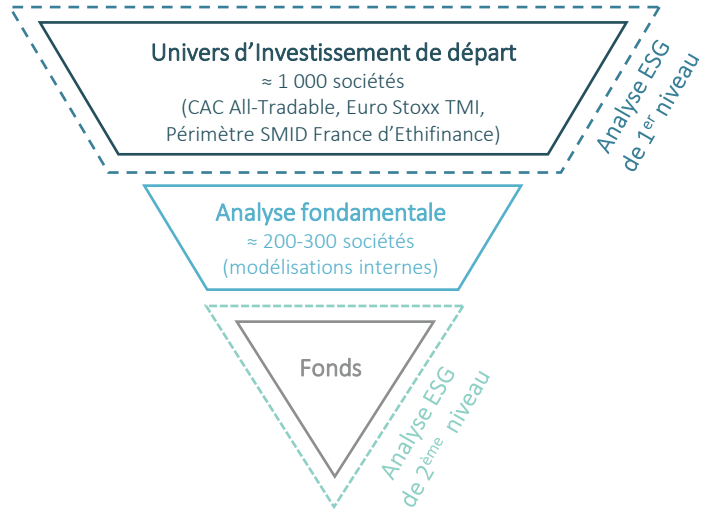 Univers d’Investissement de départ
≈ 1 000 sociétés
(CAC All-Tradable, Euro Stoxx TMI,
Périmètre SMID France d’Ethifinance)
Analyse ESG
de 1er niveau
Analyse fondamentale
≈ 200-300 sociétés
(modélisations internes)
Fonds
Analyse ESG
de 2ème niveau